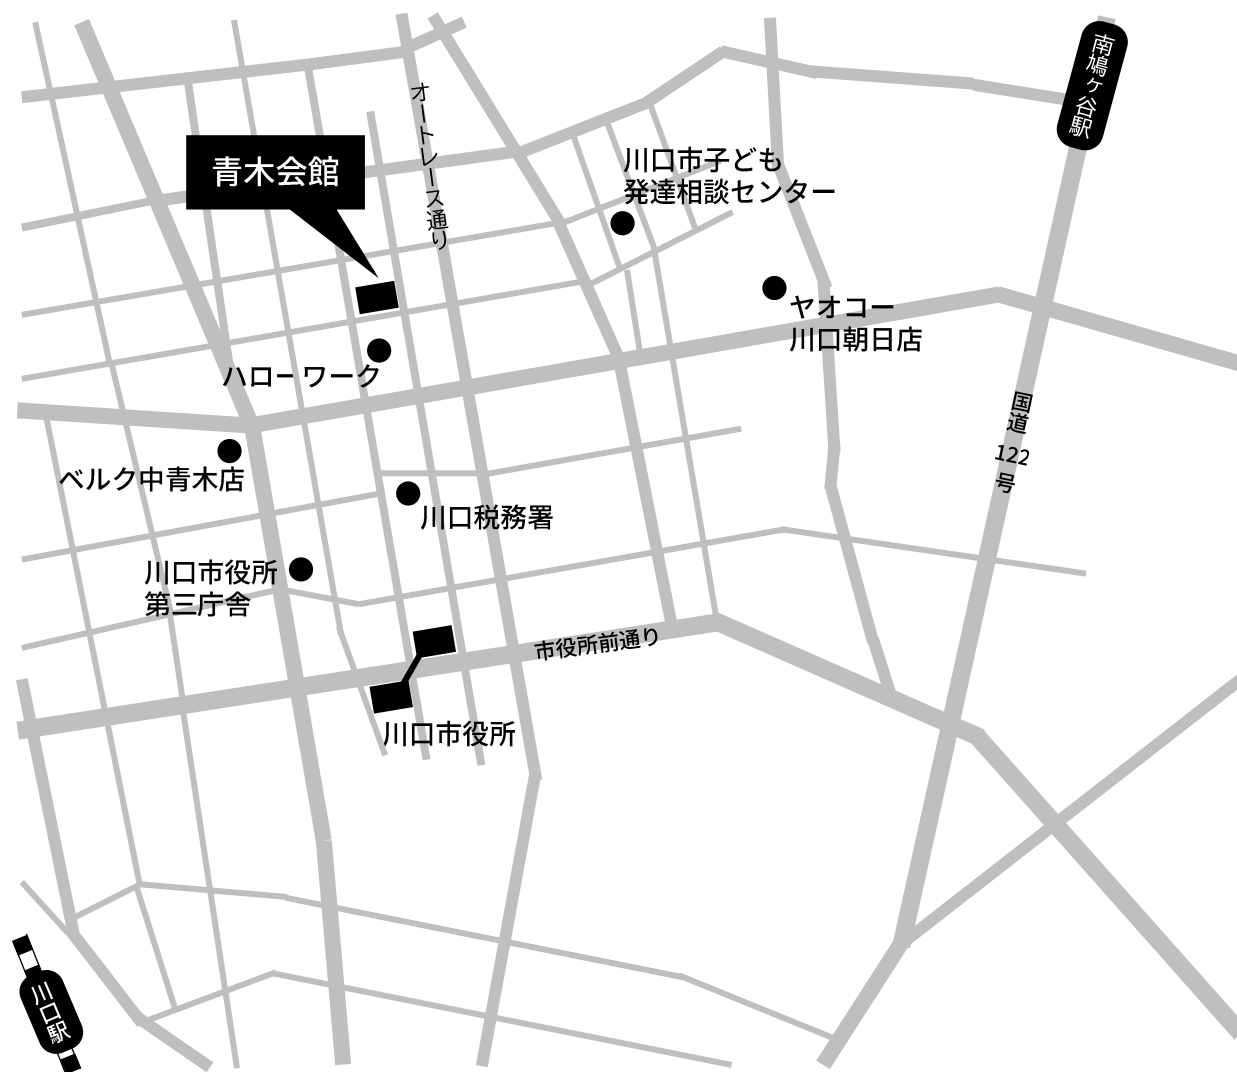 南鳩ヶ谷駅
オートレース通り
青木会館
川口市子ども
発達相談センター
ヤオコー
川口朝日店
ハローワーク
国道
122
号
ベルク中青木店
川口税務署
川口市役所
第三庁舎
市役所前通り
川口市役所
川口駅